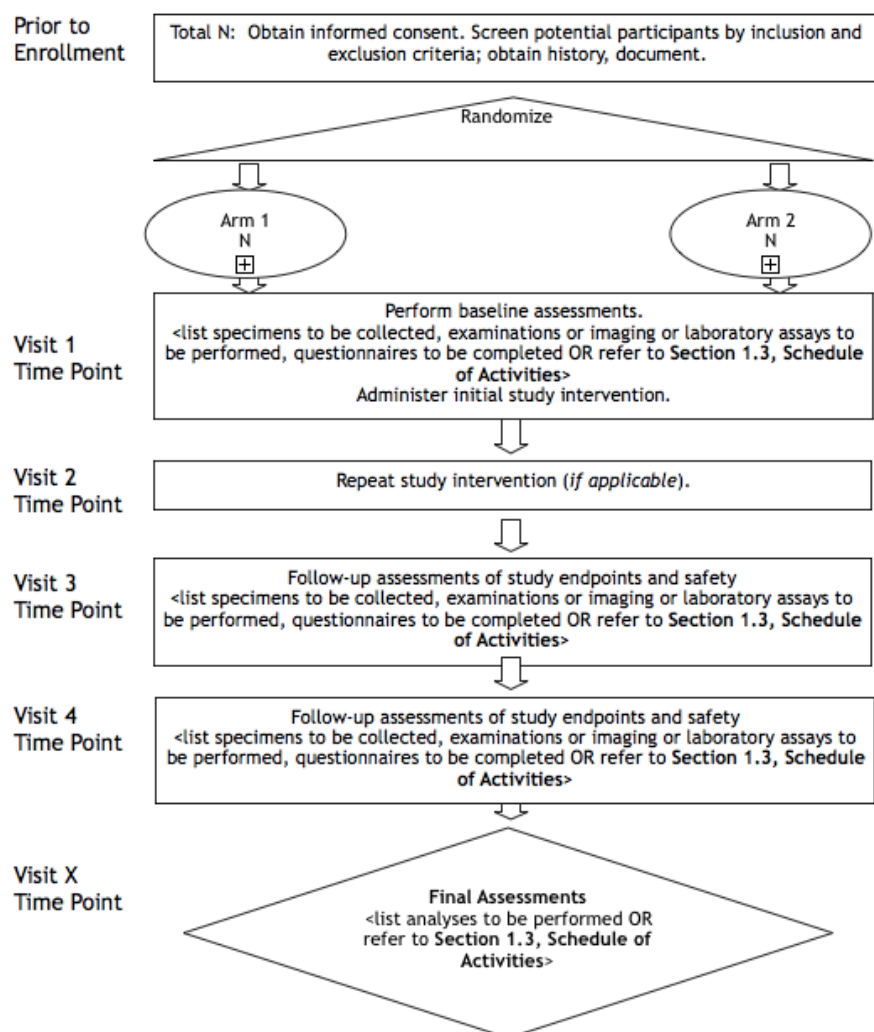 Prior to
Enrollment
Total N:  Obtain informed consent. Screen potential participants by inclusion and
exclusion criteria; obtain history, document.
Randomize
Arm 1
N
Arm 2
N
Visit 1
Time Point
Perform baseline assessments.
<list specimens to be collected, examinations or imaging or laboratory assays to
be performed, questionnaires to be completed OR refer to Section 1.3, Schedule
of Activities>
Administer initial study intervention.
Visit 2
Time Point
Repeat study intervention (if applicable).
Visit 3
Time Point
Follow-up assessments of study endpoints and safety
<list specimens to be collected, examinations or imaging or laboratory assays to
be performed, questionnaires to be completed OR refer to Section 1.3, Schedule
of Activities>
Visit 4
Time Point
Follow-up assessments of study endpoints and safety
<list specimens to be collected, examinations or imaging or laboratory assays to
be performed, questionnaires to be completed OR refer to Section 1.3, Schedule
of Activities>
Visit X
Time Point
Final Assessments
<list analyses to be performed OR
refer to Section 1.3, Schedule of
Activities>